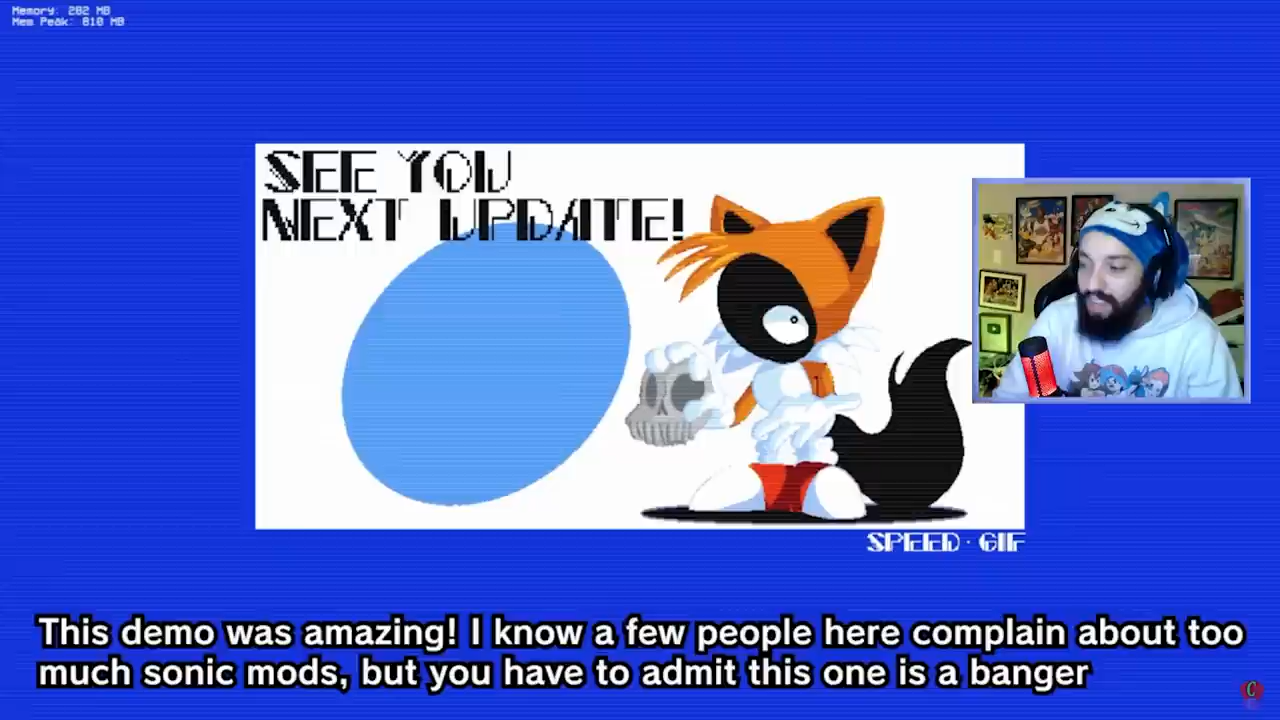 Memory: 282 MB
Mem Peak: 810 MB
SEE YOU
NEXT UPDATE!
SPEED · GIF
This demo was amazing! I know a few people here complain about too
much sonic mods, but you have to admit this one is a banger
C